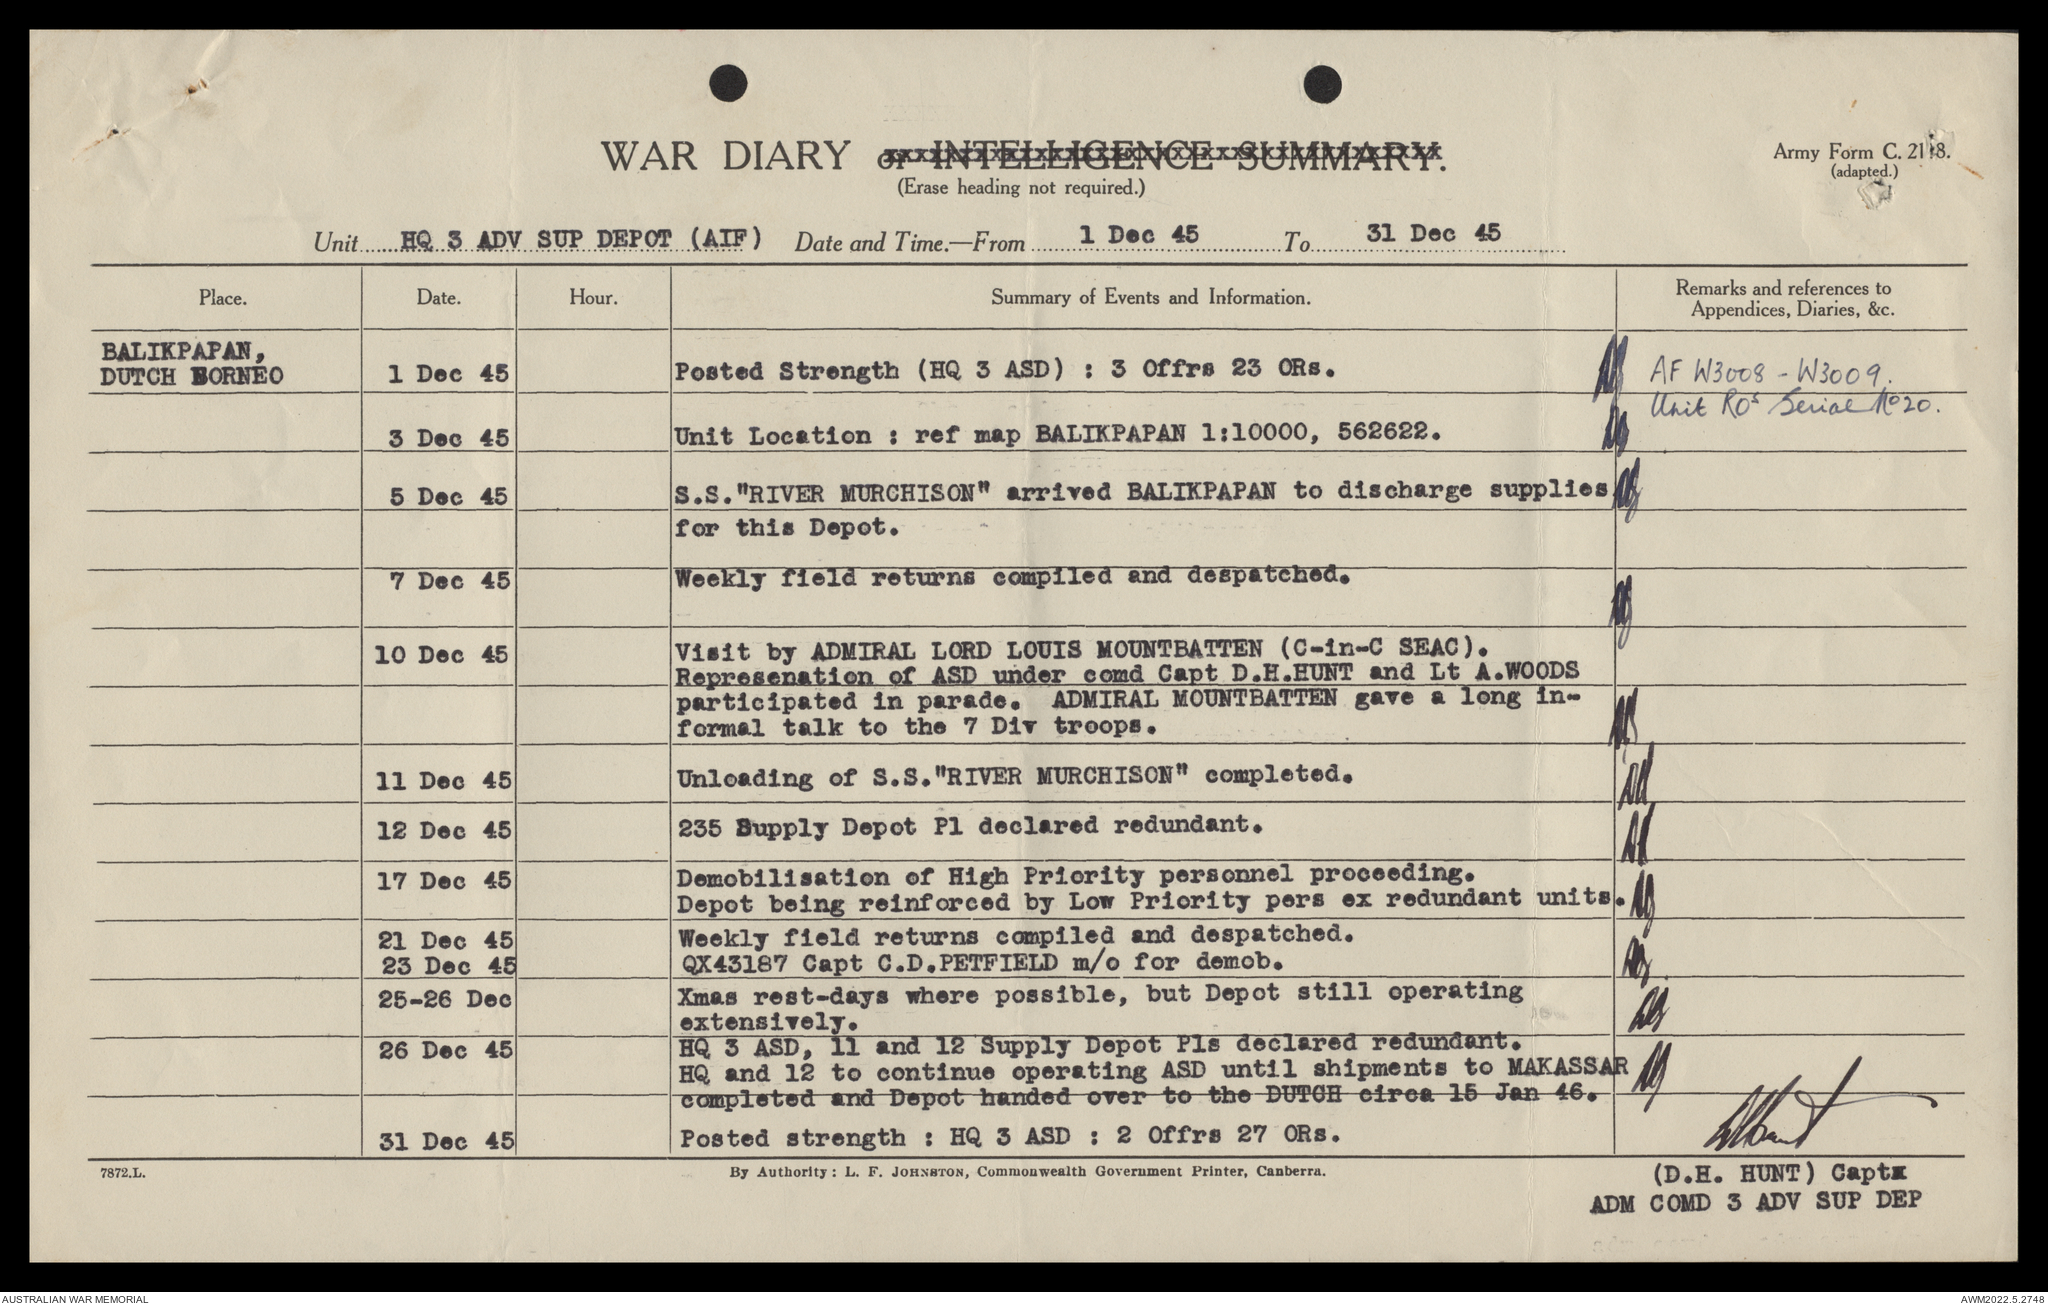 WAR DIARY or INTELLIGENCE SUMMARY.
(Erase heading not required.)
Army Form C. 2118.
(adapted.)
Unit HQ 3 ADV SUP DEPOT (AIF) Date and Time.—From 1 Dec 45 To 31 Dec 45
Place. Date. Hour. Summary of Events and Information. Remarks and references to
Appendices, Diaries, &c.
BALIKPAPAN,
DUTCH BORNEO 1 Dec 45 Posted Strength (HQ 3 ASD) : 3 Offrs 23 ORs. AF W3008 - W3009.
Unit ROs Serial No 20.
3 Dec 45 Unit Location : ref map BALIKPAPAN 1:10000, 562622.
5 Dec 45 S.S."RIVER MURCHISON" arrived BALIKPAPAN to discharge supplies
for this Depot.
7 Dec 45 Weekly field returns compiled and despatched.
10 Dec 45 Visit by ADMIRAL LORD LOUIS MOUNTBATTEN (C-in-C SEAC).
Represenation of ASD under comd Capt D.H.HUNT and Lt A.WOODS
participated in parade. ADMIRAL MOUNTBATTEN gave a long in-
formal talk to the 7 Div troops.
11 Dec 45 Unloading of S.S."RIVER MURCHISON" completed.
12 Dec 45 235 Supply Depot Pl declared redundant.
17 Dec 45 Demobilisation of High Priority personnel proceeding.
Depot being reinforced by Low Priority pers ex redundant units.
21 Dec 45 Weekly field returns compiled and despatched.
23 Dec 45 QX43187 Capt C.D.PETFIELD m/o for demob.
25-26 Dec Xmas rest-days where possible, but Depot still operating
extensively.
26 Dec 45 HQ 3 ASD, 11 and 12 Supply Depot Pls declared redundant.
HQ and 12 to continue operating ASD until shipments to MAKASSAR
completed and Depot handed over to the DUTCH circa 15 Jan 46.
31 Dec 45 Posted strength : HQ 3 ASD : 2 Offrs 27 ORs.
7872.L. By Authority: L. F. JOHNSTON, Commonwealth Government Printer, Canberra.
(D.H. HUNT) Capt
ADM COMD 3 ADV SUP DEP
AUSTRALIAN WAR MEMORIAL AWM2022.5.2748